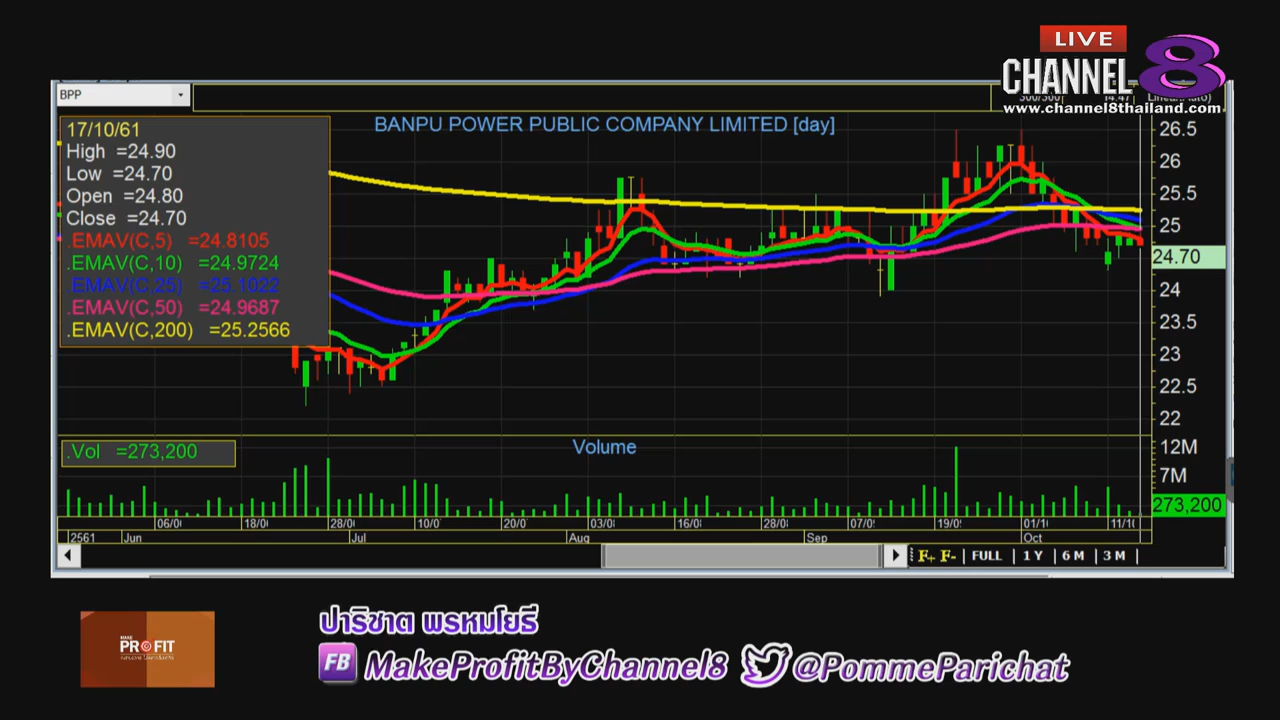 LIVE
CHANNEL 8
www.channel8thailand.com
BPP
BANPU POWER PUBLIC COMPANY LIMITED [day]
17/10/61
High =24.90
Low =24.70
Open =24.80
Close =24.70
.EMAV(C,5) =24.8105
.EMAV(C,10) =24.9724
.EMAV(C,25) =25.1022
.EMAV(C,50) =24.9687
.EMAV(C,200) =25.2566
26.5
26
25.5
25
24.70
24
23.5
23
22.5
22
.Vol =273,200
Volume
12M
7M
273,200
06/0 18/0 28/0 10/0 20/0 03/0 16/0 28/0 07/0 19/0 01/1 11/10
2561 Jun Jul Aug Sep Oct
F+ F- FULL 1 Y 6 M 3 M
MAKE
PROFIT
ปาริชาต พรหมโยธี
FB MakeProfitByChannel8 @PommeParichat